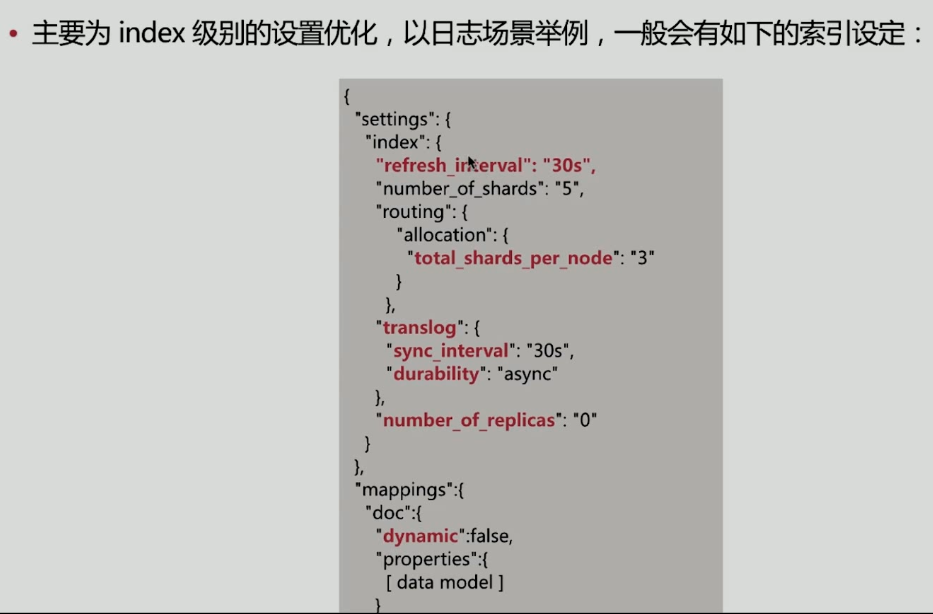 • 主要为 index 级别的设置优化，以日志场景举例，一般会有如下的索引设定：
{
"settings": {
"index": {
"refresh_interval": "30s",
"number_of_shards": "5",
"routing": {
"allocation": {
"total_shards_per_node": "3"
}
},
"translog": {
"sync_interval": "30s",
"durability": "async"
},
"number_of_replicas": "0"
}
},
"mappings":{
"doc":{
"dynamic":false,
"properties":{
[ data model ]
}